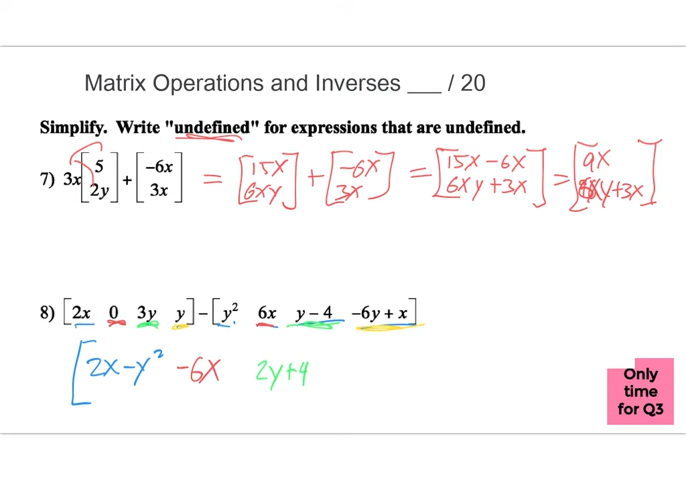 Matrix Operations and Inverses ___ / 20
Simplify. Write "undefined" for expressions that are undefined.
7) 3x [5 2y] + [-6x 3x] = [15x 6xy] + [-6x 3x] = [15x - 6x 6xy + 3x] = [9x 6xy + 3x]
8) [2x 0 3y y] - [y² 6x y - 4 -6y + x]
[2x - y² -6x 2y + 4
Only
time
for Q3